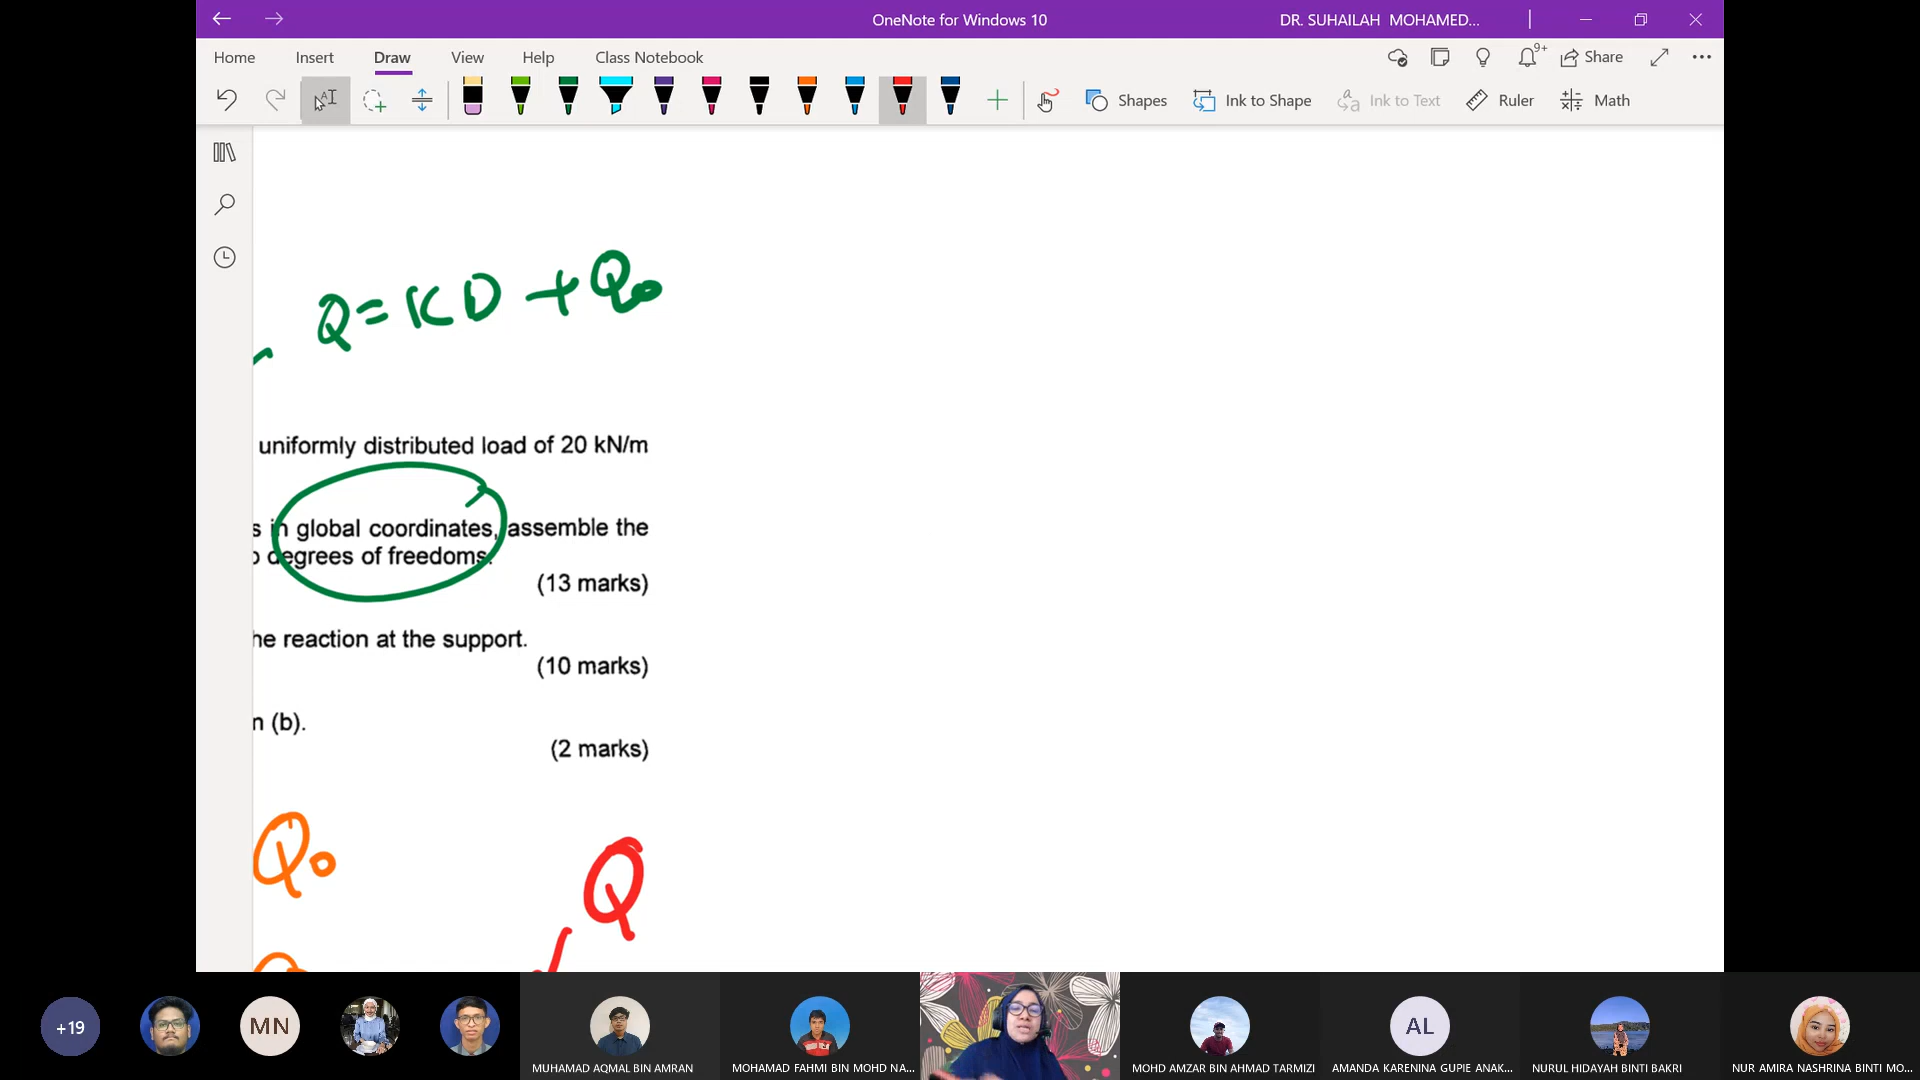 OneNote for Windows 10
DR. SUHAILAH MOHAMED...
Home Insert Draw View Help Class Notebook
9+ Share
Shapes Ink to Shape Ink to Text Ruler Math
Q = KD + Q0
uniformly distributed load of 20 kN/m
s in global coordinates, assemble the
degrees of freedoms.
(13 marks)
he reaction at the support.
(10 marks)
n (b).
(2 marks)
Q0
Q
+19
MN
AL
MUHAMAD AQMAL BIN AMRAN
MOHAMAD FAHMI BIN MOHD NA...
MOHD AMZAR BIN AHMAD TARMIZI
AMANDA KARENINA GUPIE ANAK...
NURUL HIDAYAH BINTI BAKRI
NUR AMIRA NASHRINA BINTI MO...